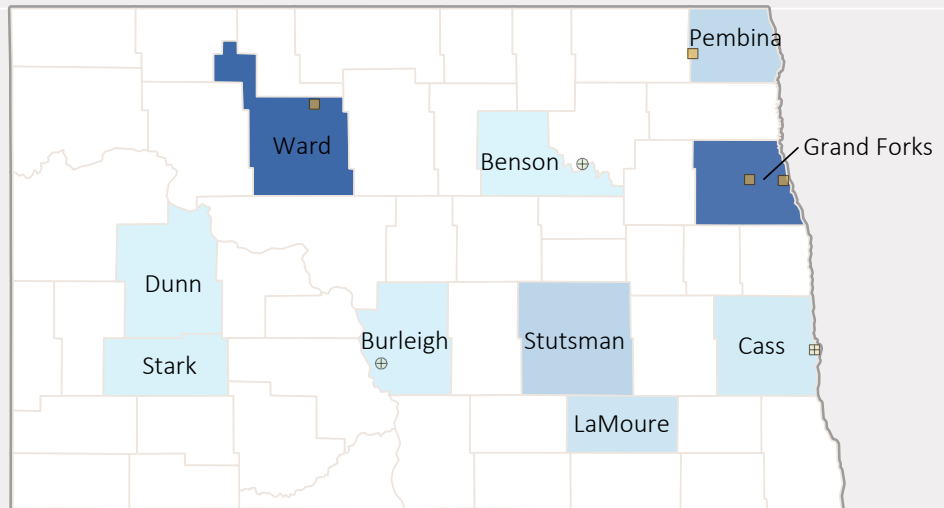 Pembina
Ward
Benson
Grand Forks
Dunn
Burleigh
Stutsman
Cass
Stark
LaMoure